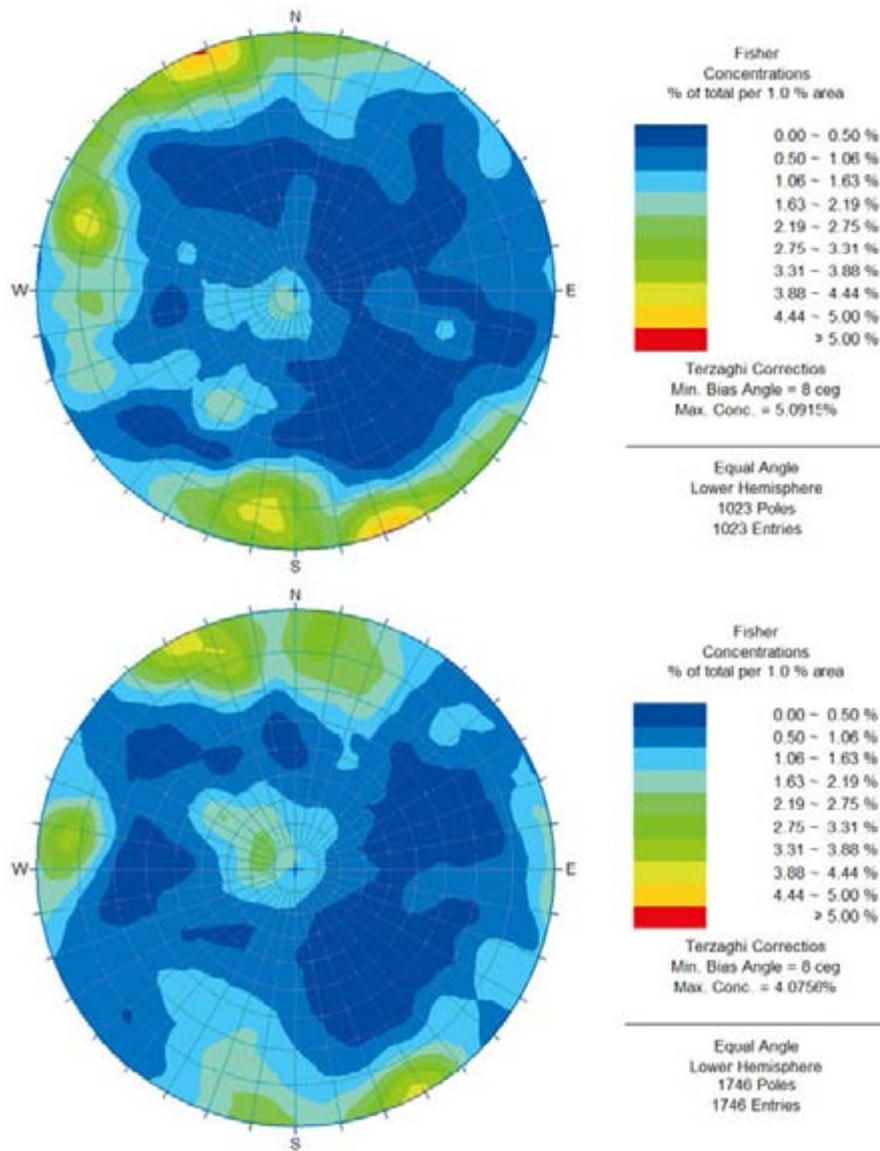 N
W
E
S
Fisher
Concentrations
% of total per 1.0 % area
0.00 ~ 0.50 %
0.50 ~ 1.06 %
1.06 ~ 1.63 %
1.63 ~ 2.19 %
2.19 ~ 2.75 %
2.75 ~ 3.31 %
3.31 ~ 3.88 %
3.88 ~ 4.44 %
4.44 ~ 5.00 %
> 5.00 %
Terzaghi Correction
Min. Bias Angle = 8 ceg
Max. Conc. = 5.0915%
Equal Angle
Lower Hemisphere
1023 Poles
1023 Entries
N
W
E
S
Fisher
Concentrations
% of total per 1.0 % area
0.00 ~ 0.50 %
0.50 ~ 1.06 %
1.06 ~ 1.63 %
1.63 ~ 2.19 %
2.19 ~ 2.75 %
2.75 ~ 3.31 %
3.31 ~ 3.88 %
3.88 ~ 4.44 %
4.44 ~ 5.00 %
> 5.00 %
Terzaghi Correction
Min. Bias Angle = 8 ceg
Max. Conc. = 4.0756%
Equal Angle
Lower Hemisphere
1746 Poles
1746 Entries